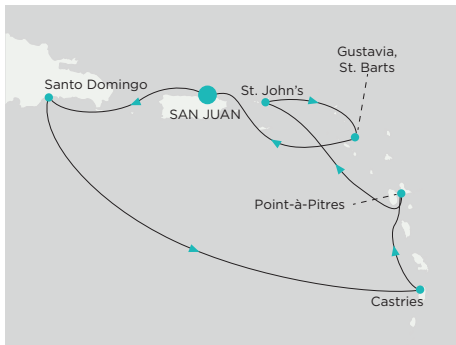 Gustavia,
St. Barts
Santo Domingo
St. John's
SAN JUAN
Point-à-Pitres
Castries